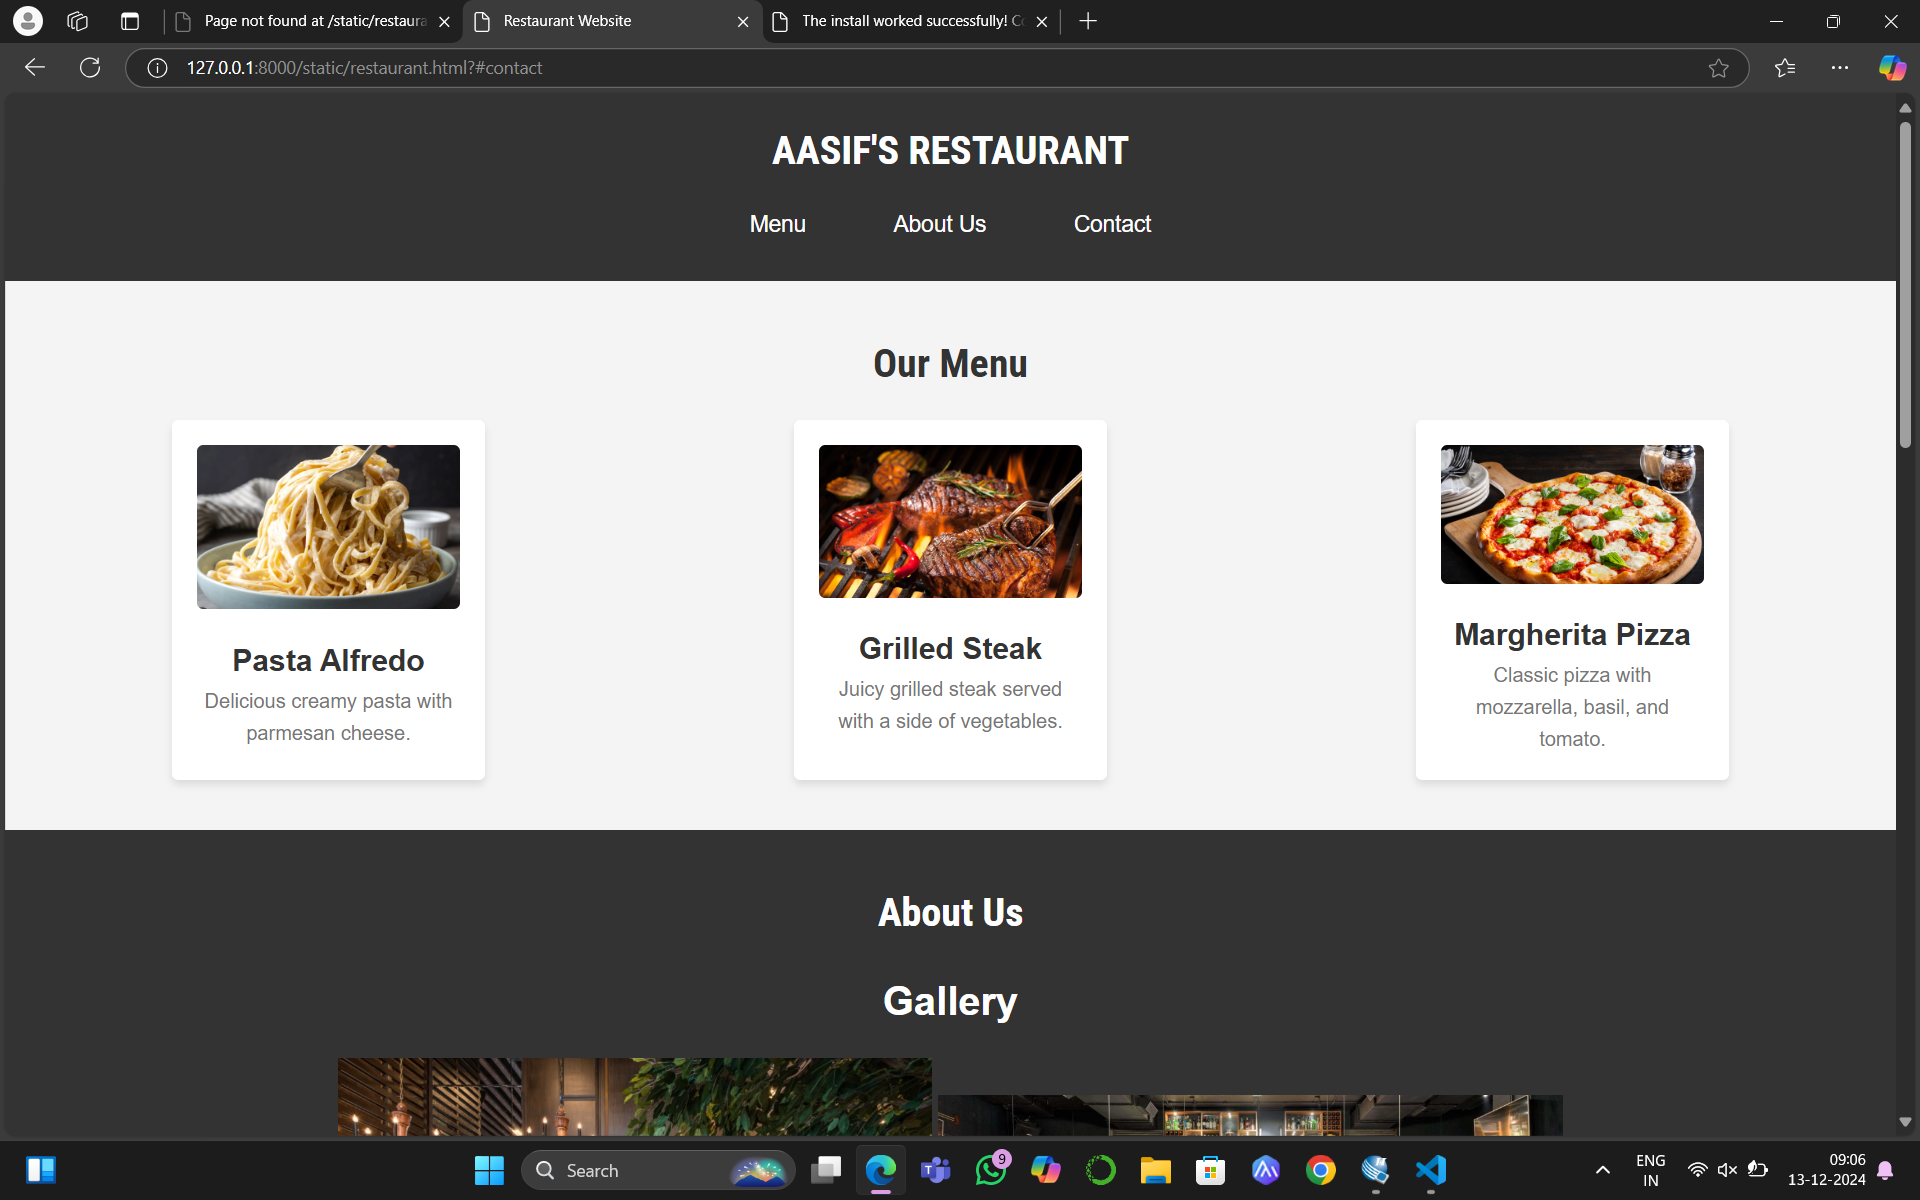 Page not found at /static/restaura
Restaurant Website
The install worked successfully! Co
127.0.0.1:8000/static/restaurant.html?#contact
AASIF'S RESTAURANT
Menu
About Us
Contact
Our Menu
Pasta Alfredo
Delicious creamy pasta with
parmesan cheese.
Grilled Steak
Juicy grilled steak served
with a side of vegetables.
Margherita Pizza
Classic pizza with
mozzarella, basil, and
tomato.
About Us
Gallery
Search
9
ENG
IN
09:06
13-12-2024